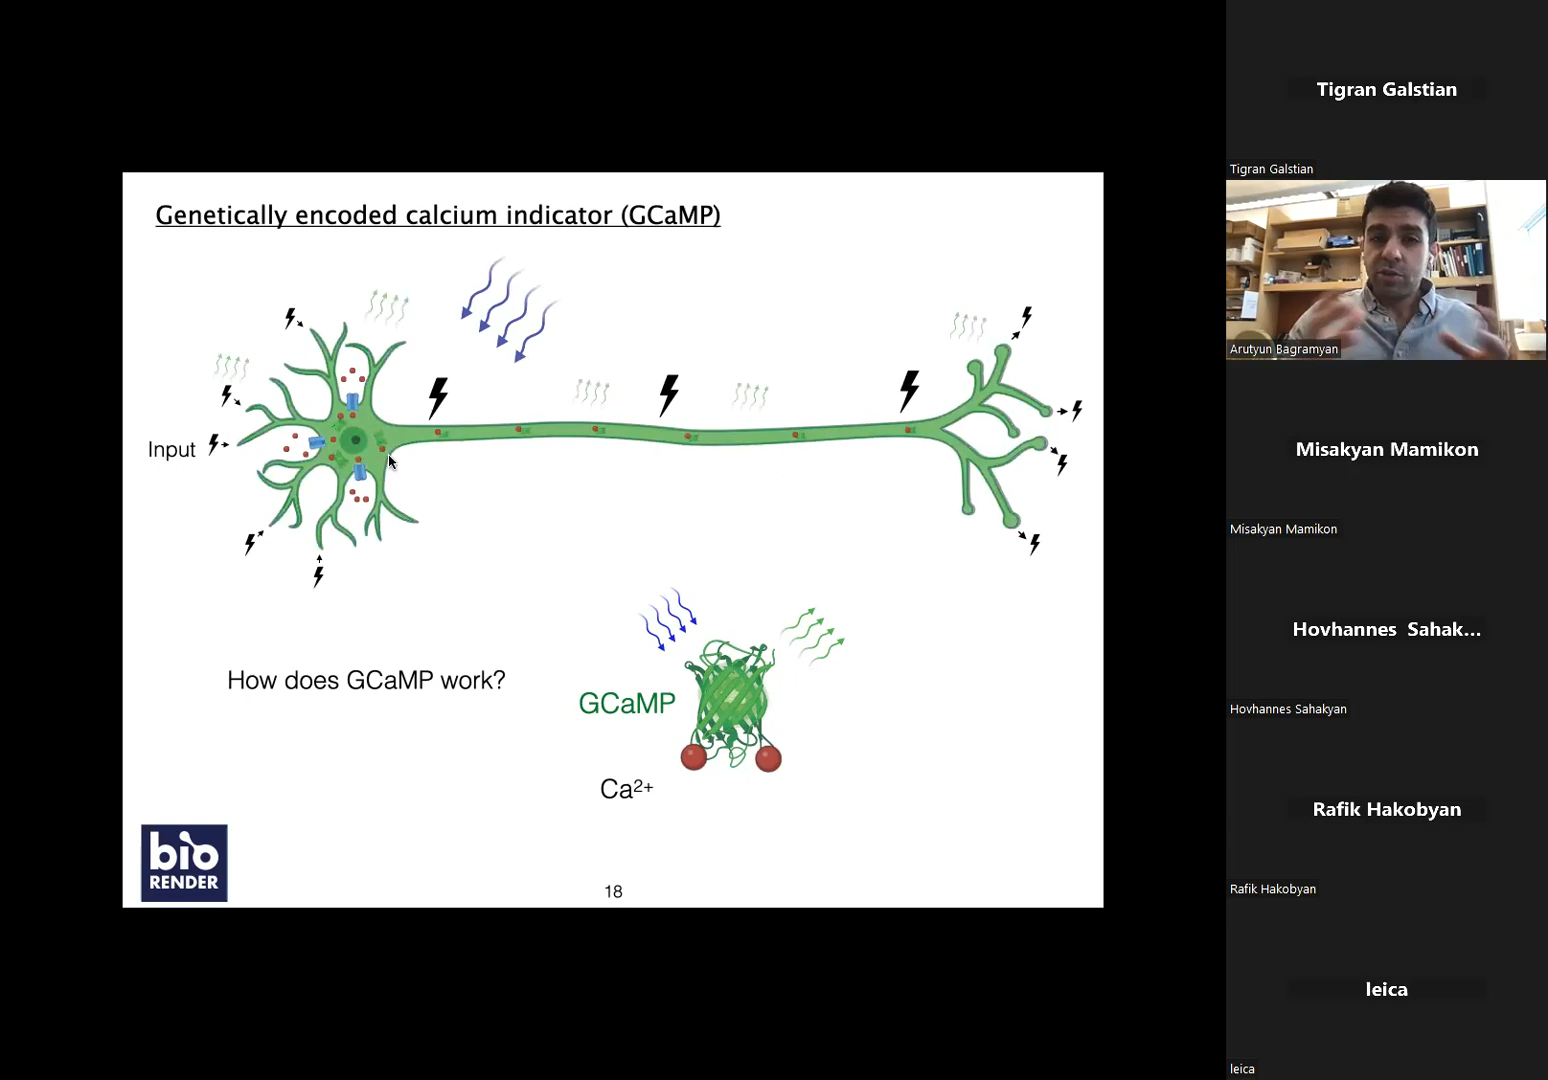 Genetically encoded calcium indicator (GCaMP)
Input
How does GCaMP work?
GCaMP
Ca²⁺
bio
RENDER
18
Tigran Galstian
Tigran Galstian
Arutyun Bagramyan
Misakyan Mamikon
Misakyan Mamikon
Hovhannes Sahak...
Hovhannes Sahakyan
Rafik Hakobyan
Rafik Hakobyan
leica
leica